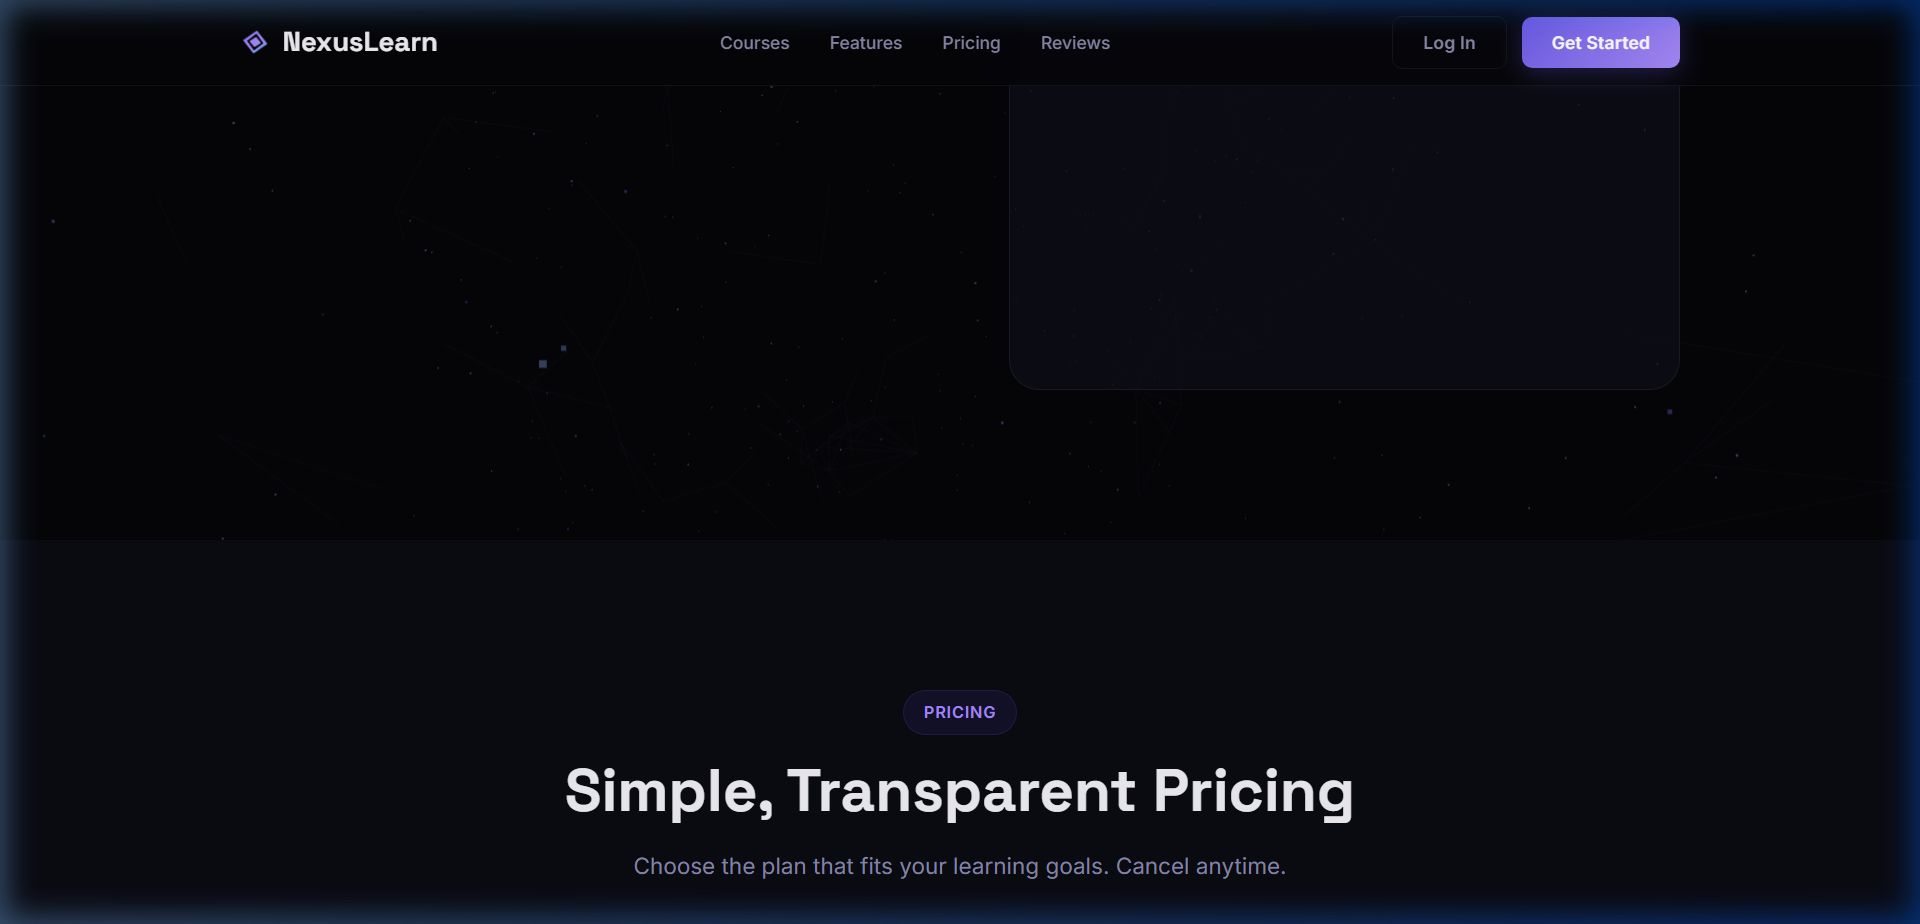 NexusLearn
Courses
Features
Pricing
Reviews
Log In
Get Started
PRICING
Simple, Transparent Pricing
Choose the plan that fits your learning goals. Cancel anytime.